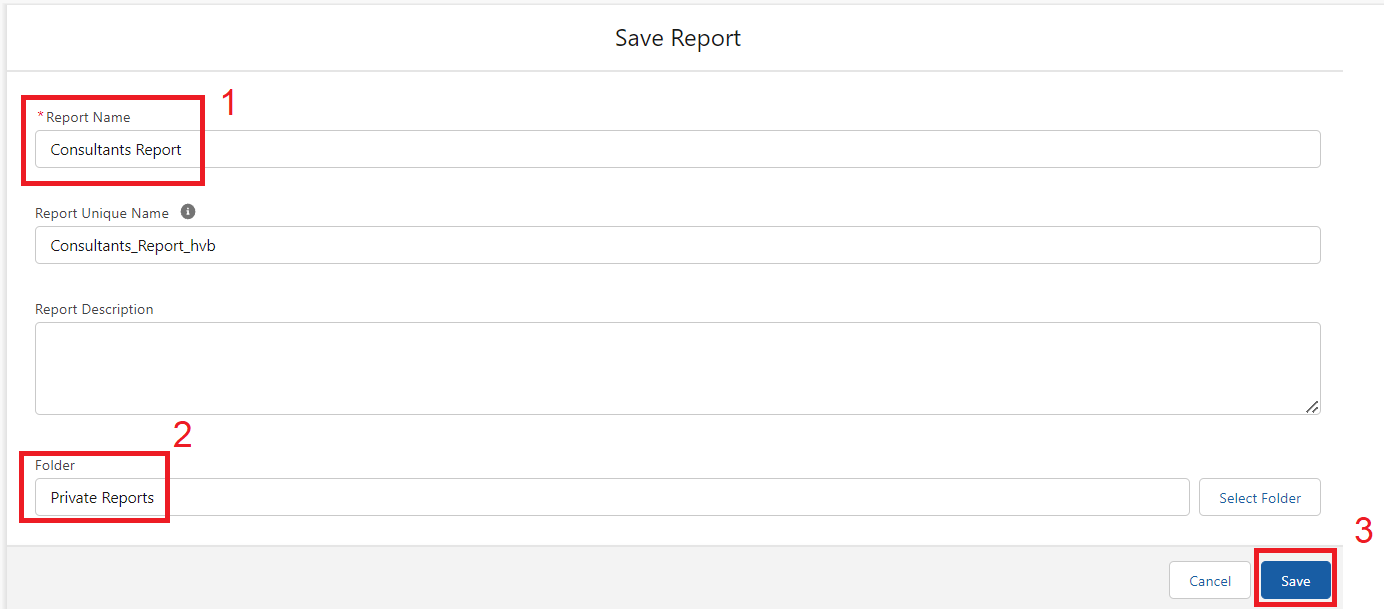 Save Report
1
*Report Name
Consultants Report
Report Unique Name
Consultants_Report_hvb
Report Description
2
Folder
Private Reports
Select Folder
3
Cancel
Save